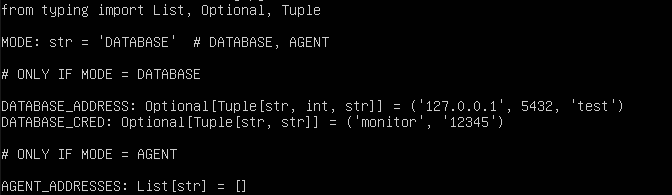 from typing import List, Optional, Tuple
MODE: str = 'DATABASE'  # DATABASE, AGENT
# ONLY IF MODE = DATABASE
DATABASE_ADDRESS: Optional[Tuple[str, int, str]] = ('127.0.0.1', 5432, 'test')
DATABASE_CRED: Optional[Tuple[str, str]] = ('monitor', '12345')
# ONLY IF MODE = AGENT
AGENT_ADDRESSES: List[str] = []